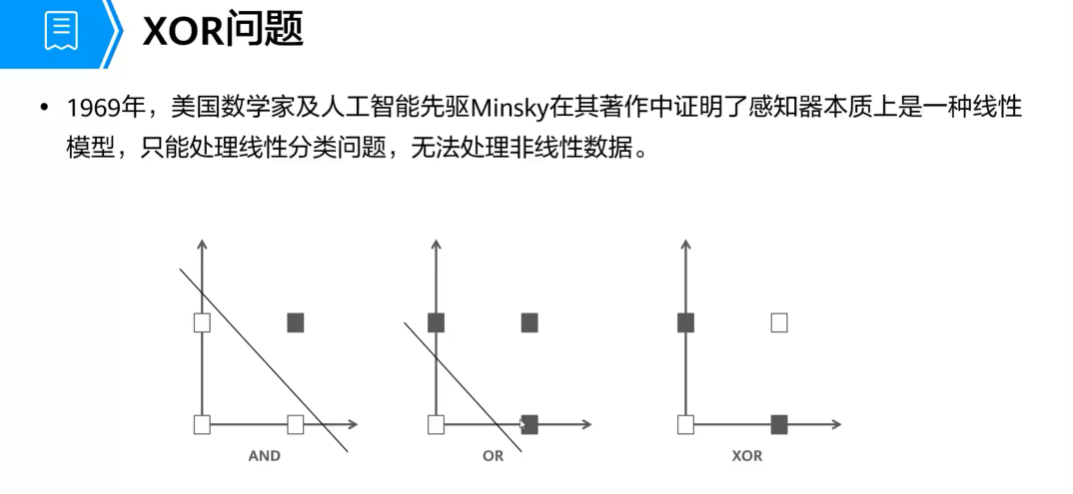 XOR问题
• 1969年，美国数学家及人工智能先驱Minsky在其著作中证明了感知器本质上是一种线性
模型，只能处理线性分类问题，无法处理非线性数据。
AND
OR
XOR